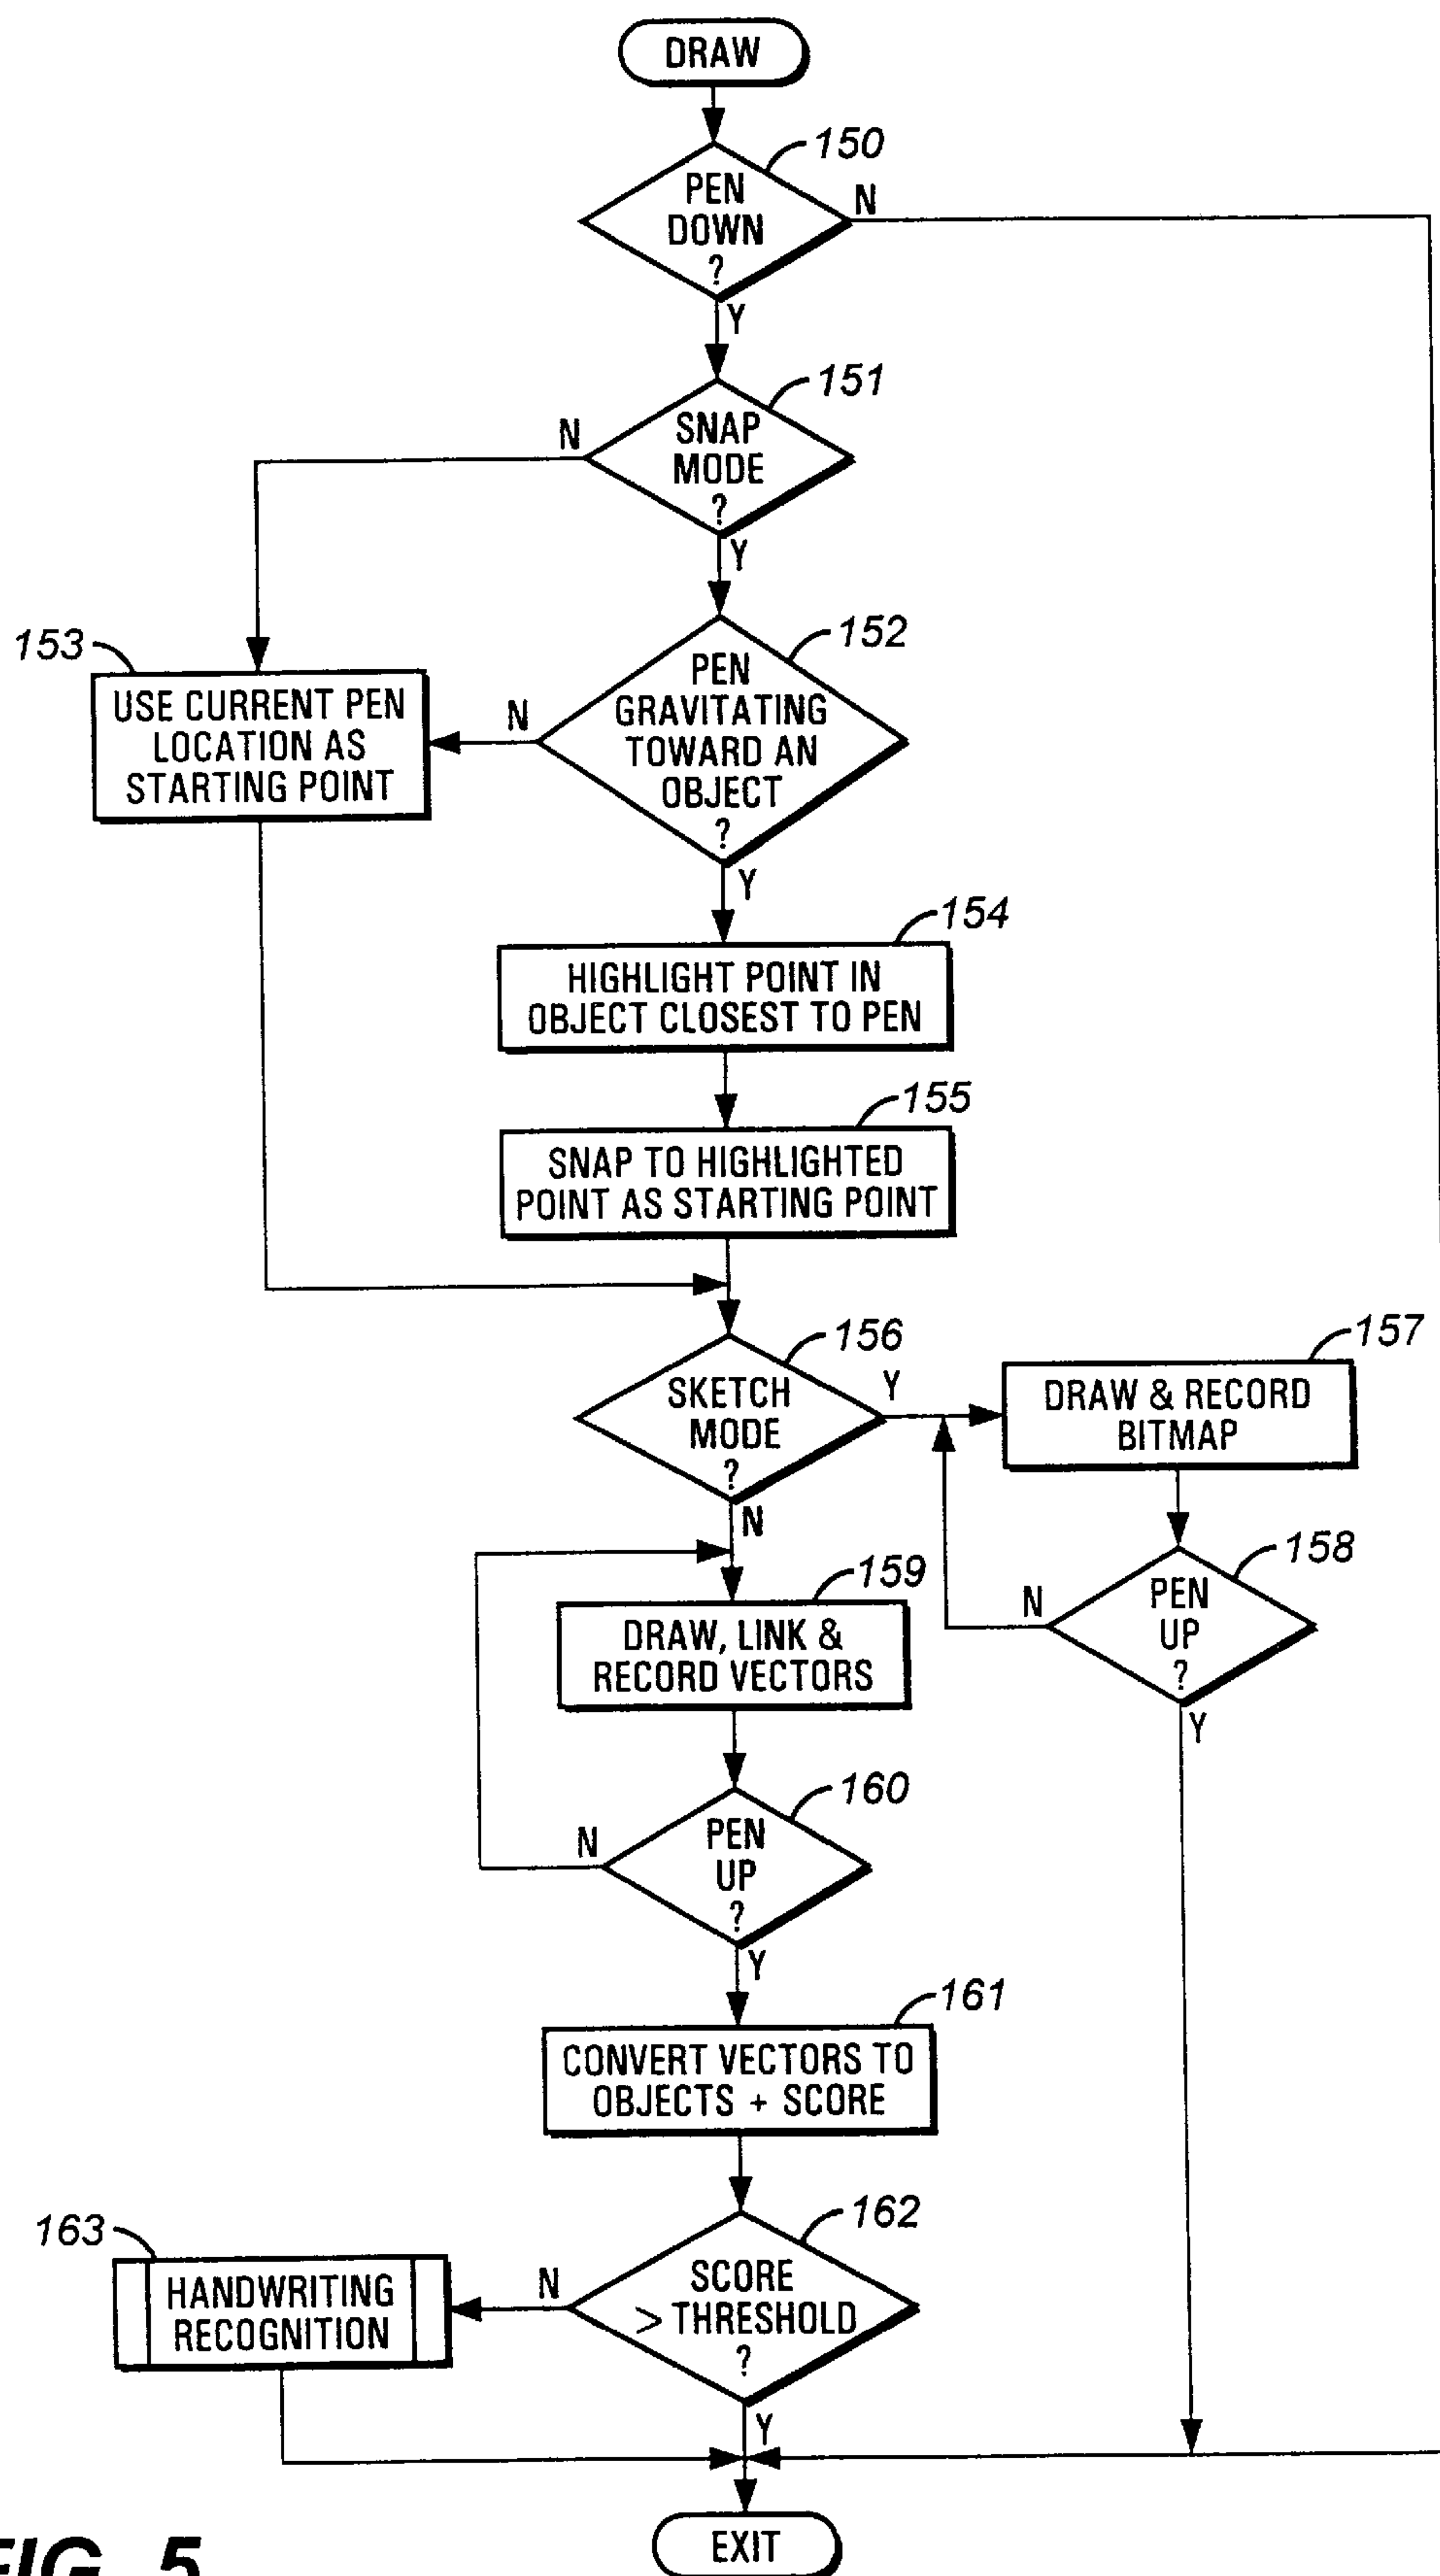 DRAW
150
PEN
DOWN
?
N
Y
151
SNAP
MODE
?
N
Y
152
PEN
GRAVITATING
TOWARD AN
OBJECT
?
N
Y
153
USE CURRENT PEN
LOCATION AS
STARTING POINT
154
HIGHLIGHT POINT IN
OBJECT CLOSEST TO PEN
155
SNAP TO HIGHLIGHTED
POINT AS STARTING POINT
156
SKETCH
MODE
?
Y
N
157
DRAW & RECORD
BITMAP
158
PEN
UP
?
N
Y
159
DRAW, LINK &
RECORD VECTORS
160
PEN
UP
?
N
Y
161
CONVERT VECTORS TO
OBJECTS + SCORE
162
SCORE
> THRESHOLD
?
N
Y
163
HANDWRITING
RECOGNITION
EXIT
FIG. 5